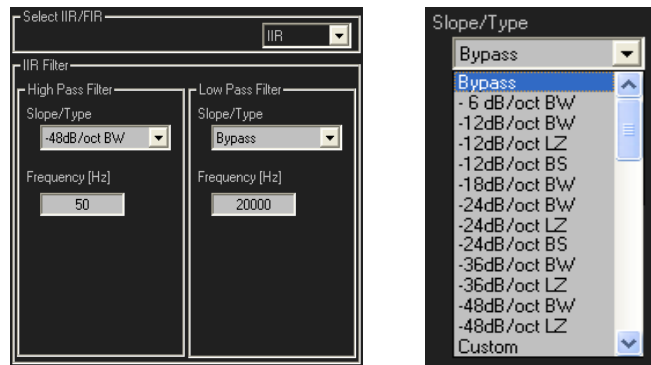 Select IIR/FIR
IIR
IIR Filter
High Pass Filter
Slope/Type
-48dB/oct BW
Frequency [Hz]
50
Low Pass Filter
Slope/Type
Bypass
Frequency [Hz]
20000
Slope/Type
Bypass
Bypass
- 6 dB/oct BW
-12dB/oct BW
-12dB/oct LZ
-12dB/oct BS
-18dB/oct BW
-24dB/oct BW
-24dB/oct LZ
-24dB/oct BS
-36dB/oct BW
-36dB/oct LZ
-48dB/oct BW
-48dB/oct LZ
Custom